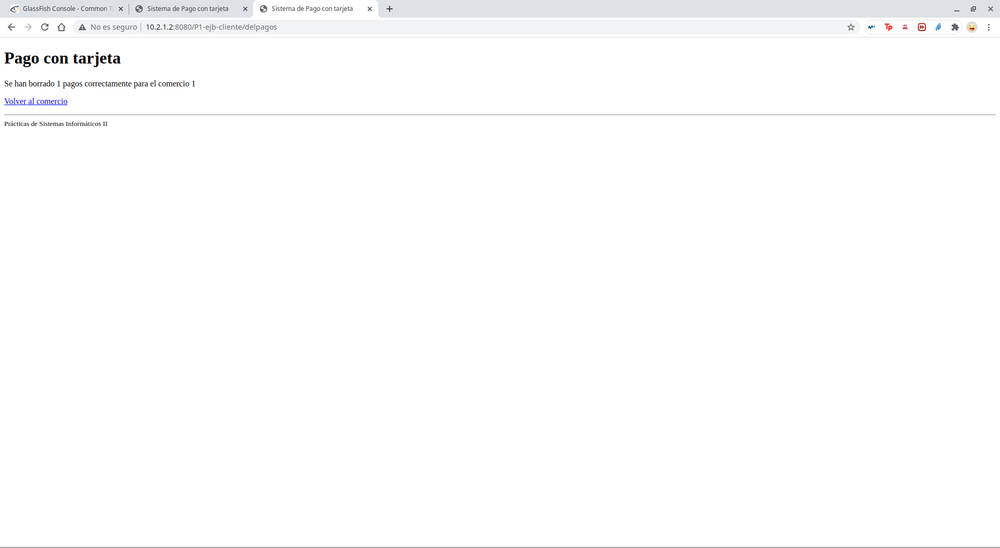 GlassFish Console - Common T
Sistema de Pago con tarjeta
Sistema de Pago con tarjeta
No es seguro
10.2.1.2:8080/P1-ejb-cliente/delpagos
M+
Tp
Pago con tarjeta
Se han borrado 1 pagos correctamente para el comercio 1
Volver al comercio
Prácticas de Sistemas Informáticos II